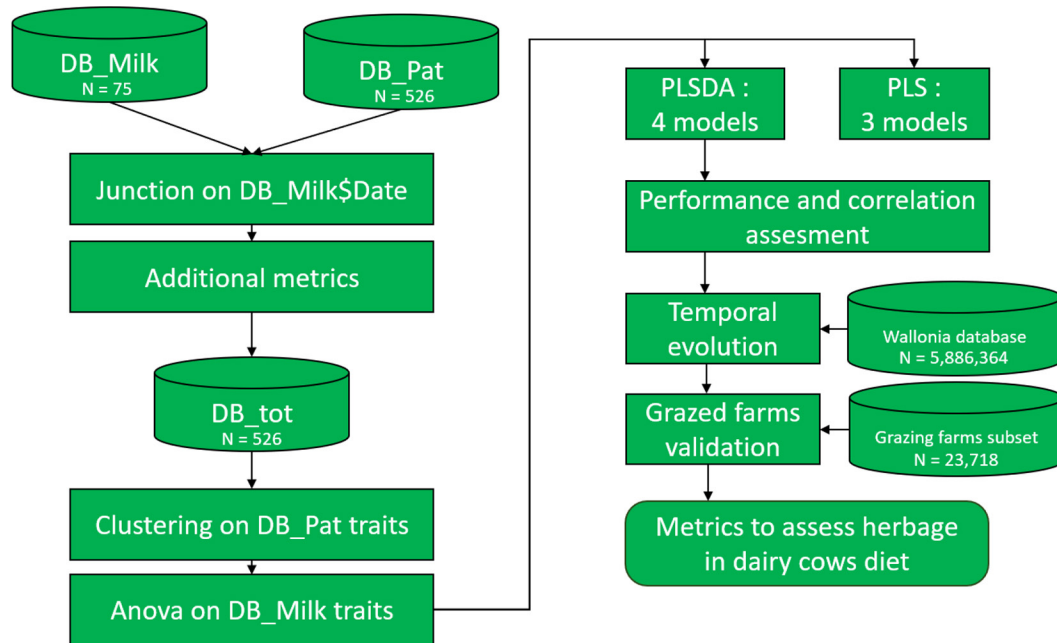 DB_Milk
N = 75
DB_Pat
N = 526
Junction on DB_Milk$Date
Additional metrics
DB_tot
N = 526
Clustering on DB_Pat traits
Anova on DB_Milk traits
PLSDA :
4 models
PLS :
3 models
Performance and correlation
assesment
Temporal
evolution
Wallonia database
N = 5,886,364
Grazed farms
validation
Grazing farms subset
N = 23,718
Metrics to assess herbage
in dairy cows diet